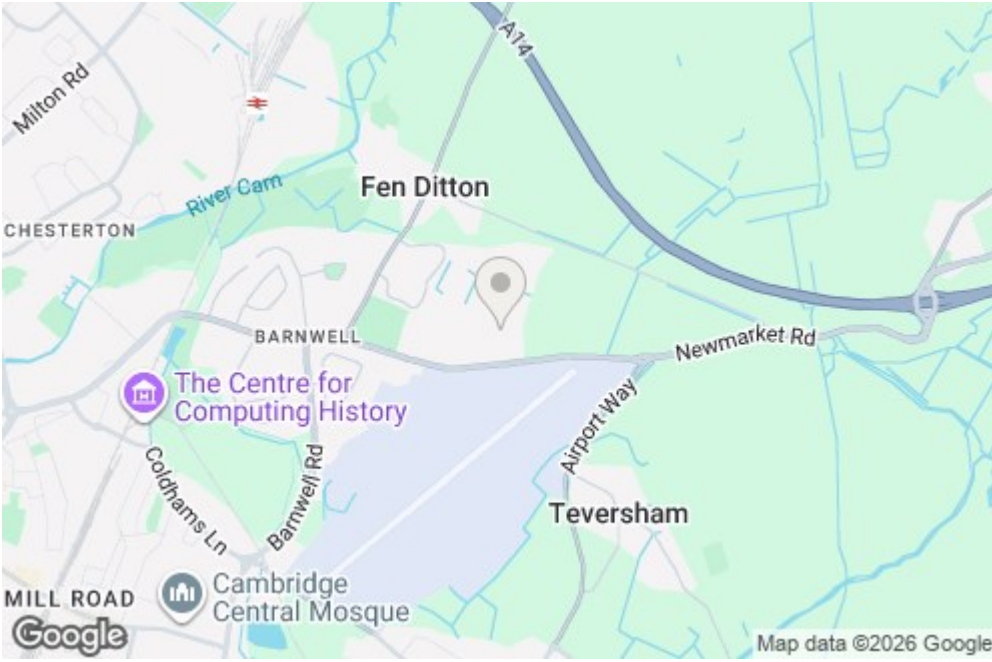 A14
Milton Rd
River Cam
Fen Ditton
CHESTERTON
BARNWELL
Newmarket Rd
The Centre for
Computing History
Airport Way
Coldhams Ln
Barnwell Rd
Teversham
MILL ROAD
Cambridge
Central Mosque
Google
Map data ©2026 Google